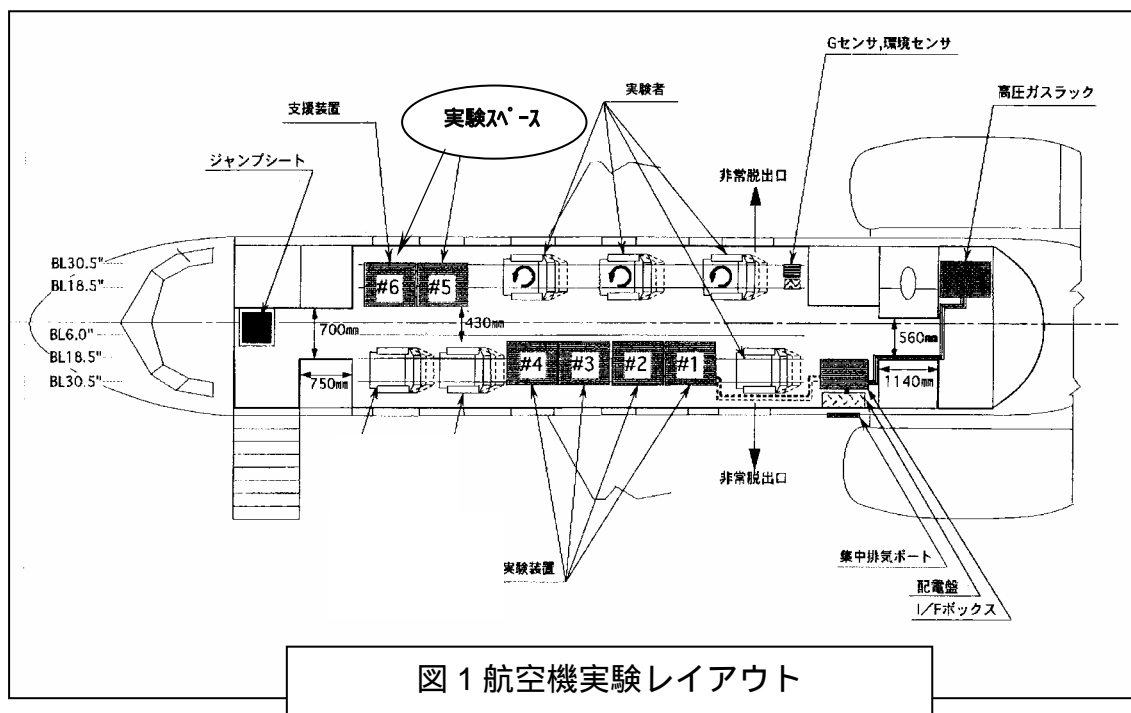 Gセンサ,環境センサ
実験者
高圧ガスラック
支援装置
実験スペース
ジャンプシート
非常脱出口
BL30.5"
BL18.5"
BL6.0"
BL18.5"
BL30.5"
#6
#5
700mm
430mm
560mm
#4
#3
#2
#1
750mm
1140mm
非常脱出口
実験装置
集中排気ポート
配電盤
I/Fボックス
図1航空機実験レイアウト